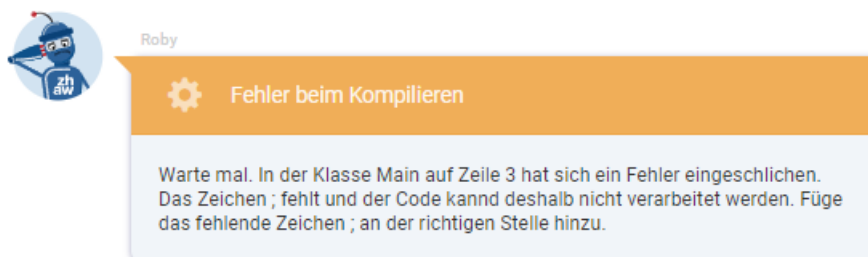 Roby
zh
aw
Fehler beim Kompilieren
Warte mal. In der Klasse Main auf Zeile 3 hat sich ein Fehler eingeschlichen.
Das Zeichen ; fehlt und der Code kannd deshalb nicht verarbeitet werden. Füge
das fehlende Zeichen ; an der richtigen Stelle hinzu.